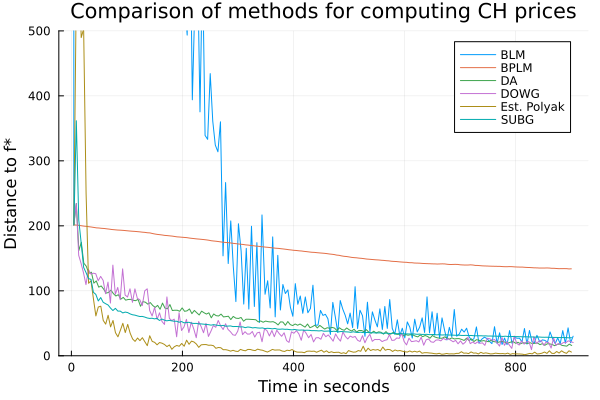 Comparison of methods for computing CH prices
500
400
300
200
100
0
0
200
400
600
800
Distance to f*
Time in seconds
BLM
BPLM
DA
DOWG
Est. Polyak
SUBG